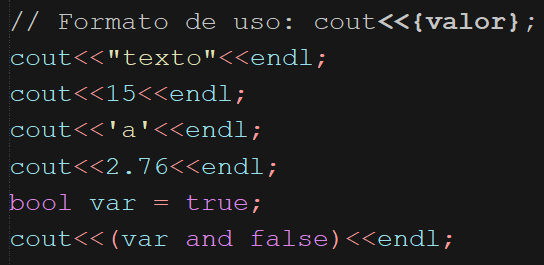 // Formato de uso: cout<<{valor};
cout<<"texto"<<endl;
cout<<15<<endl;
cout<<'a'<<endl;
cout<<2.76<<endl;
bool var = true;
cout<<(var and false)<<endl;